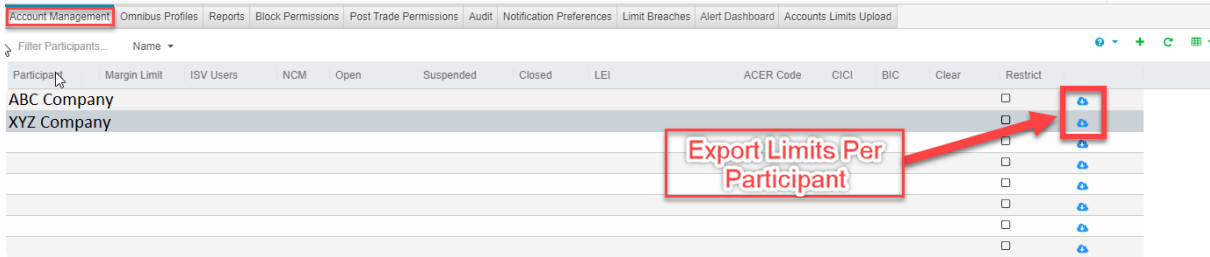 Account Management Omnibus Profiles Reports Block Permissions Post Trade Permissions Audit Notification Preferences Limit Breaches Alert Dashboard Accounts Limits Upload
Filter Participants... Name
Participant Margin Limit ISV Users NCM Open Suspended Closed LEI ACER Code CICI BIC Clear Restrict
ABC Company
XYZ Company
Export Limits Per
Participant